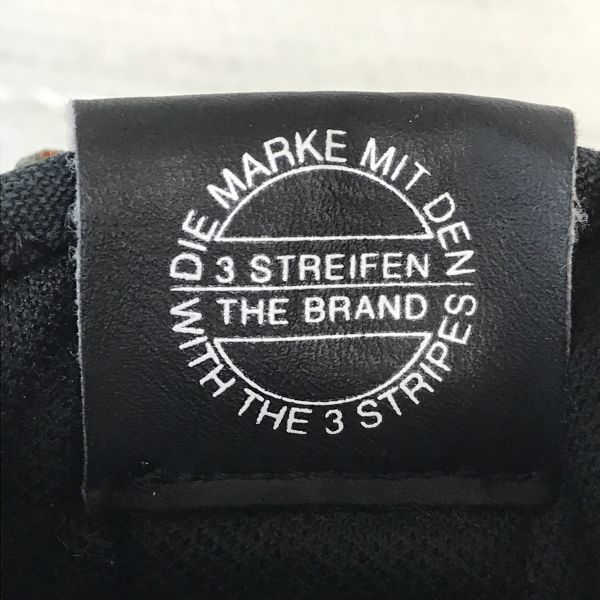 DIE MARKE MIT DEN
3 STREIFEN
THE BRAND
WITH THE 3 STRIPES